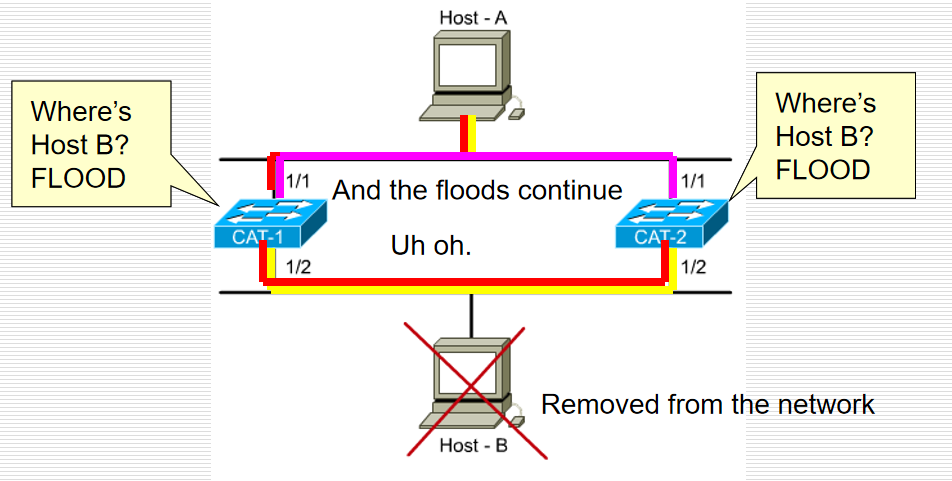 Host - A
Where's
Host B?
FLOOD
Where's
Host B?
FLOOD
1/1
And the floods continue
1/1
CAT-1
Uh oh.
CAT-2
1/2
1/2
Removed from the network
Host - B